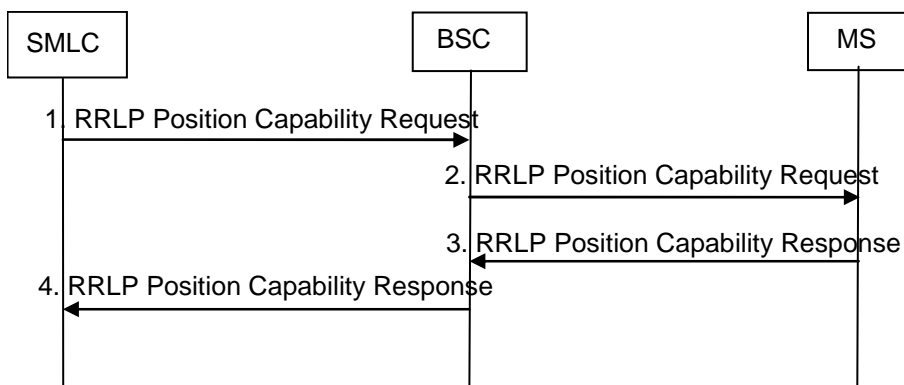 SMLC
BSC
MS
1. RRLP Position Capability Request
2. RRLP Position Capability Request
3. RRLP Position Capability Response
4. RRLP Position Capability Response